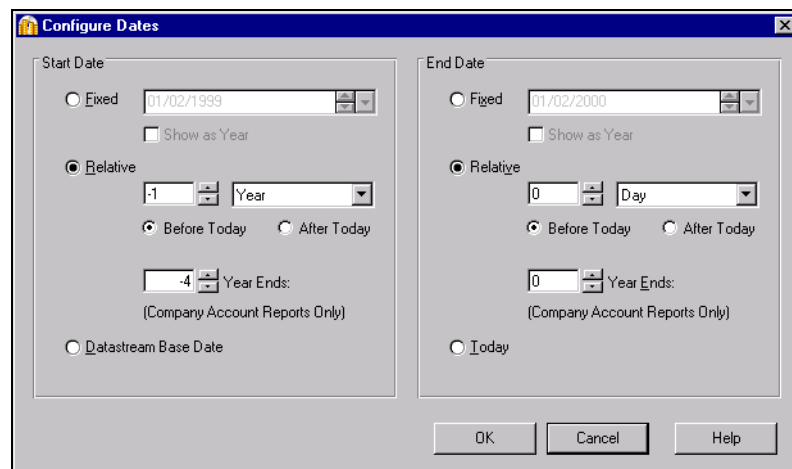 Configure Dates
Start Date
Fixed 01/02/1999
Show as Year
Relative
-1 Year
Before Today After Today
-4 Year Ends:
(Company Account Reports Only)
Datastream Base Date
End Date
Fixed 01/02/2000
Show as Year
Relative
0 Day
Before Today After Today
0 Year Ends:
(Company Account Reports Only)
Today
OK Cancel Help